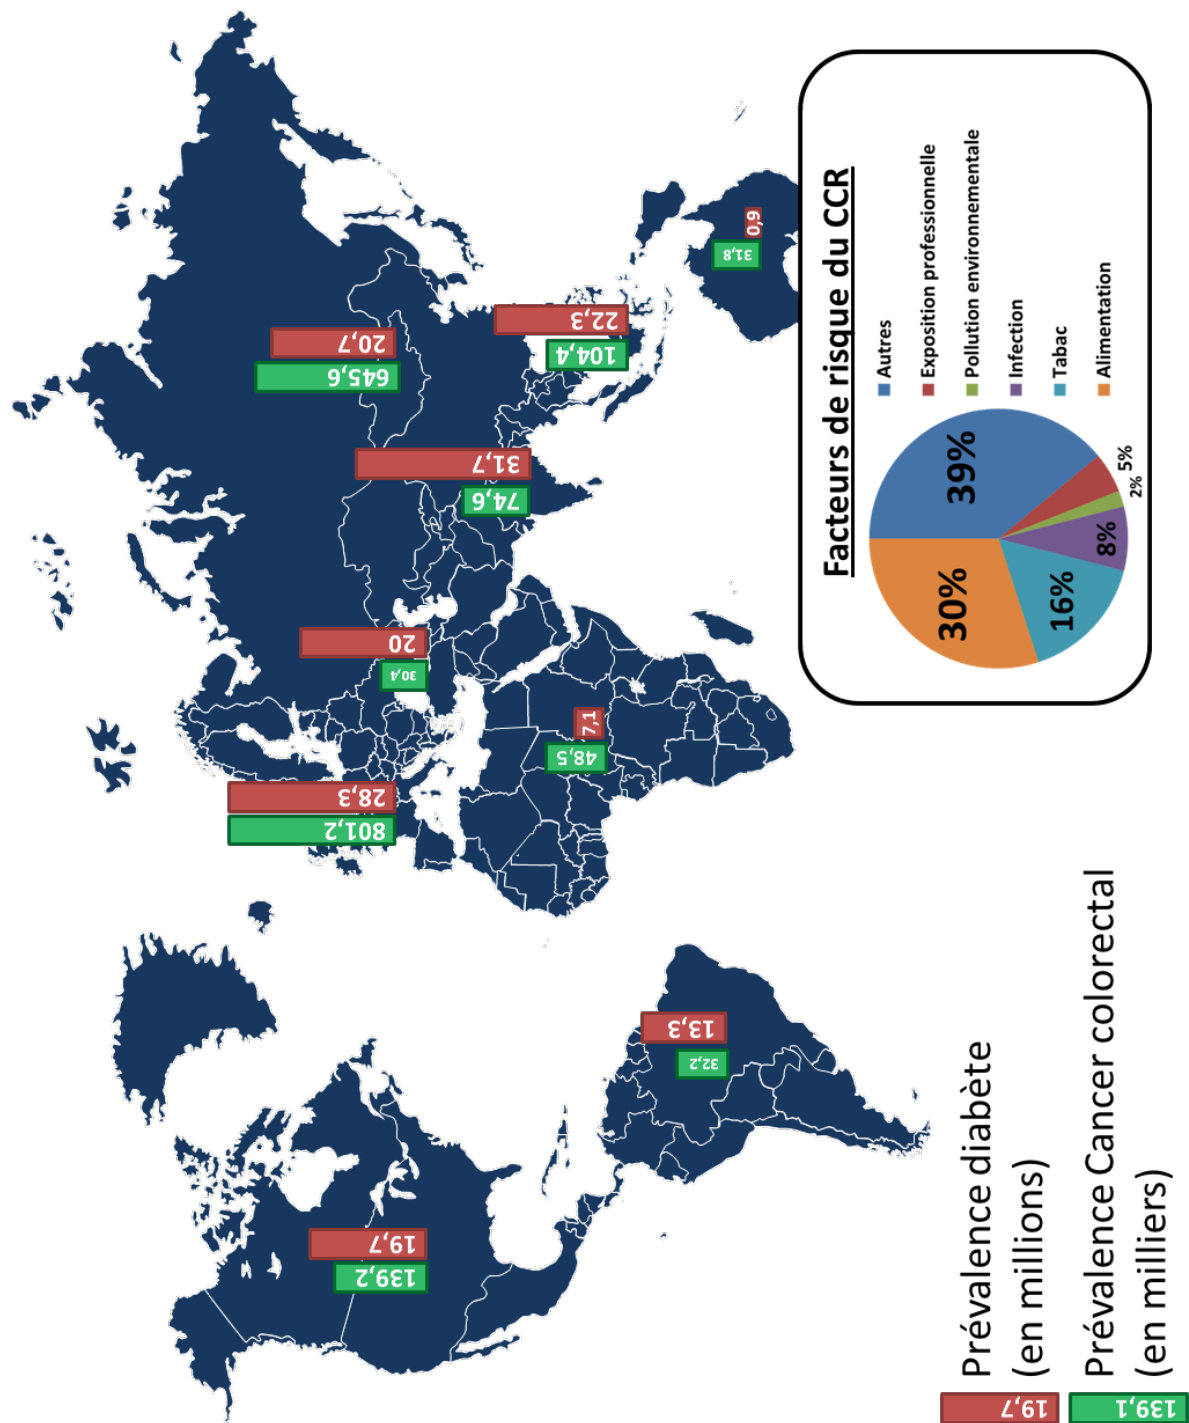 139,2
19,7
32,2
13,3
801,2
28,3
30,4
20
48,5
7,1
74,6
31,7
645,6
20,7
104,4
22,3
31,8
0,9
19,7
Prévalence diabète
(en millions)
139,1
Prévalence Cancer colorectal
(en milliers)
Facteurs de risque du CCR
30%
39%
16%
8%
2%
5%
Autres
Exposition professionnelle
Pollution environnementale
Infection
Tabac
Alimentation